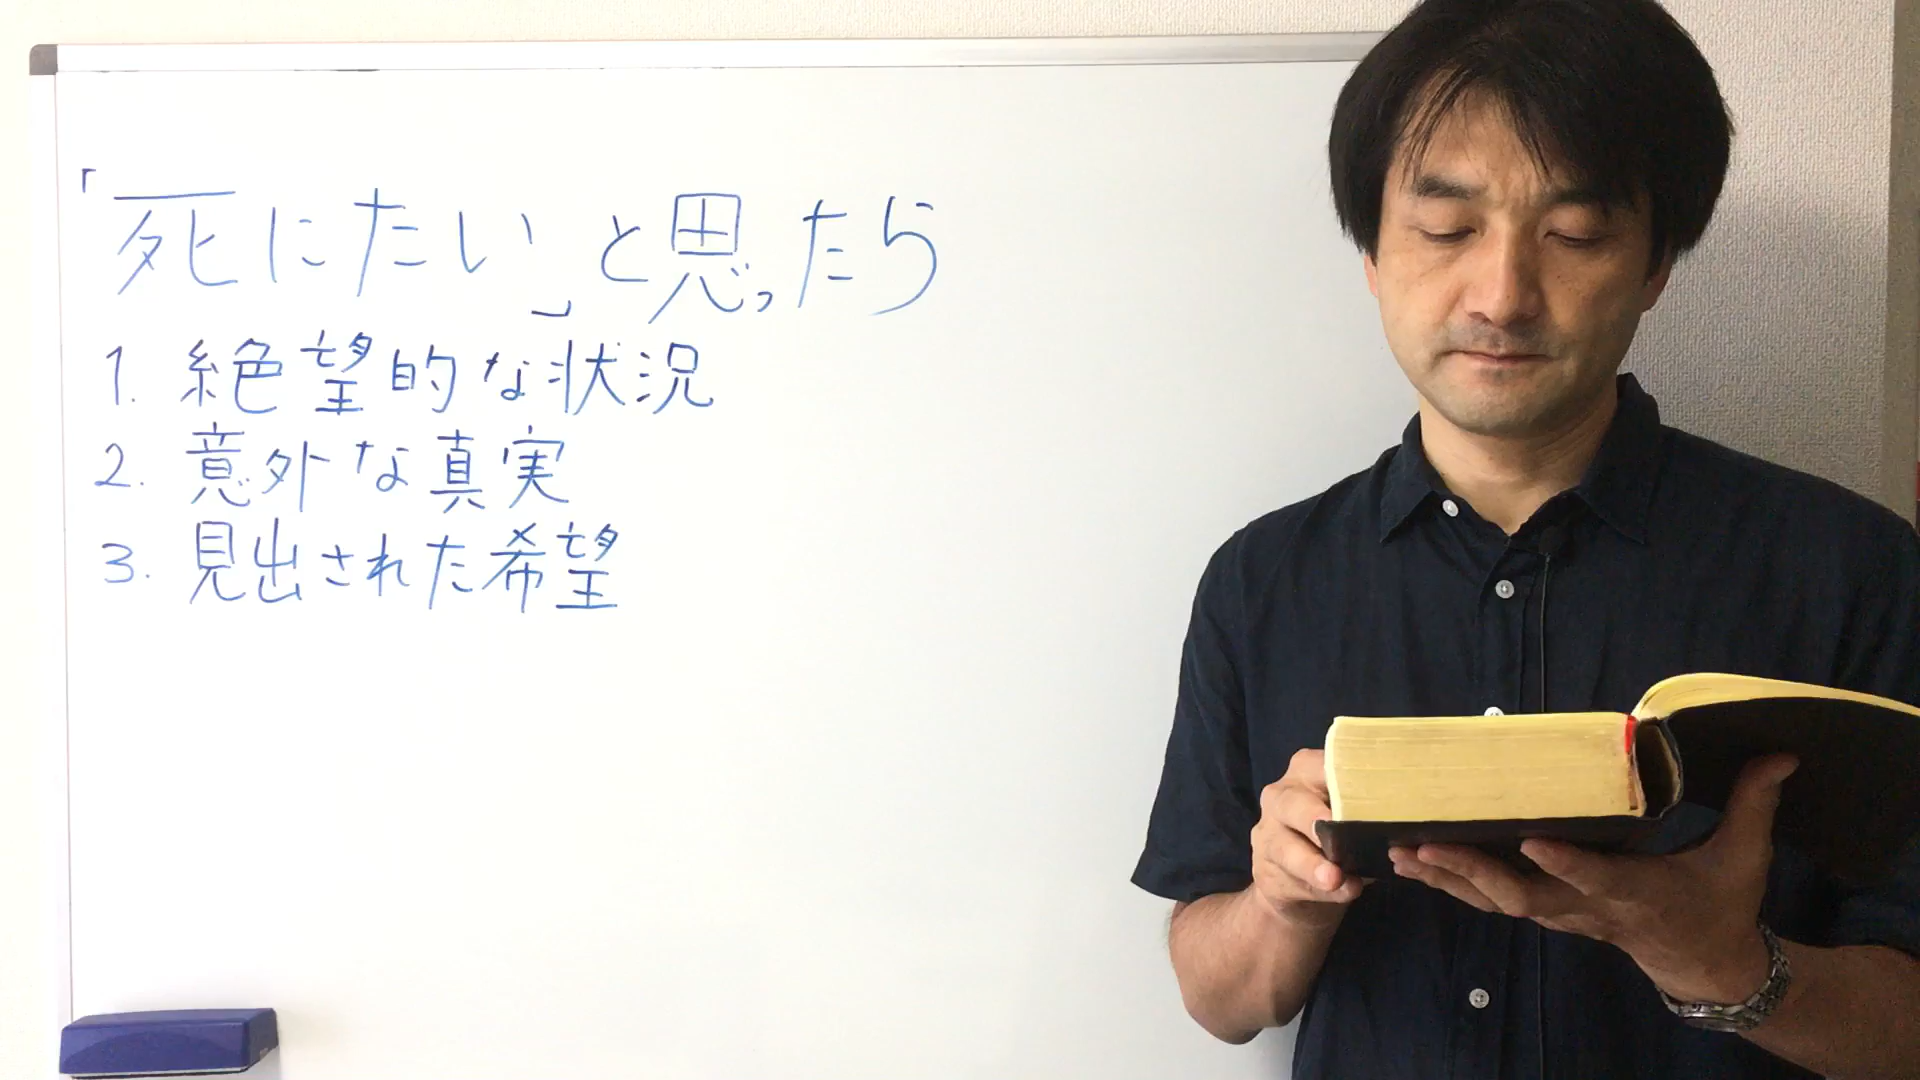 「死にたい」と思ったら
1. 絶望的な状況
2. 意外な真実
3. 見出された希望